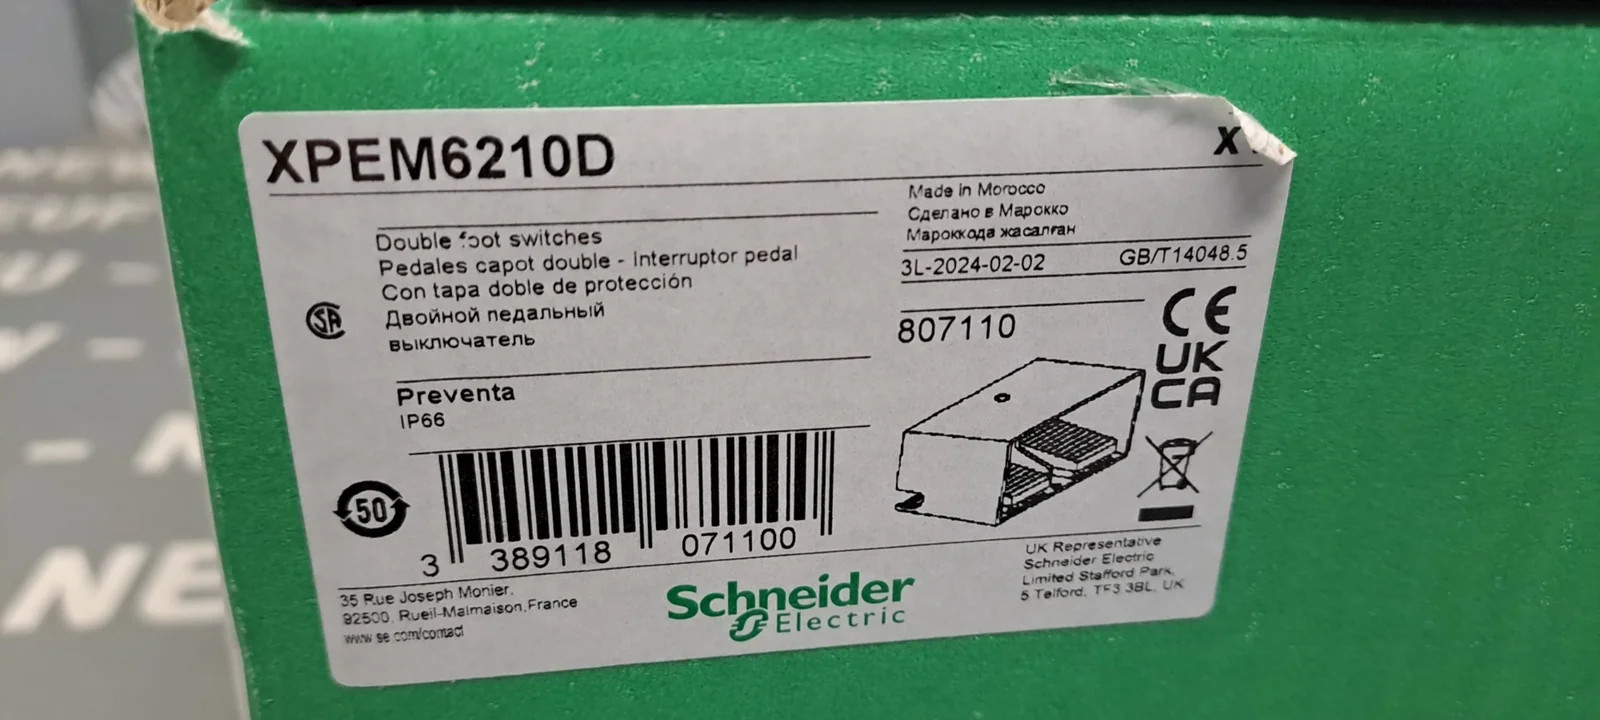 XPEM6210D
X
Made in Morocco
Сделано в Марокко
Мароккода жасалған
3L-2024-02-02
GB/T14048.5
Double foot switches
Pedales capot double - Interruptor pedal
Con tapa doble de protección
Двойной педальный
выключатель
SA
807110
CE
UK
CA
Preventa
IP66
50
3 389118 071100
35 Rue Joseph Monier.
92500, Rueil-Malmaison,France
www se com/contact
Schneider
Electric
UK Representative
Schneider Electric
Limited Stafford Park,
5 Telford, TF3 3BL, UK
NE